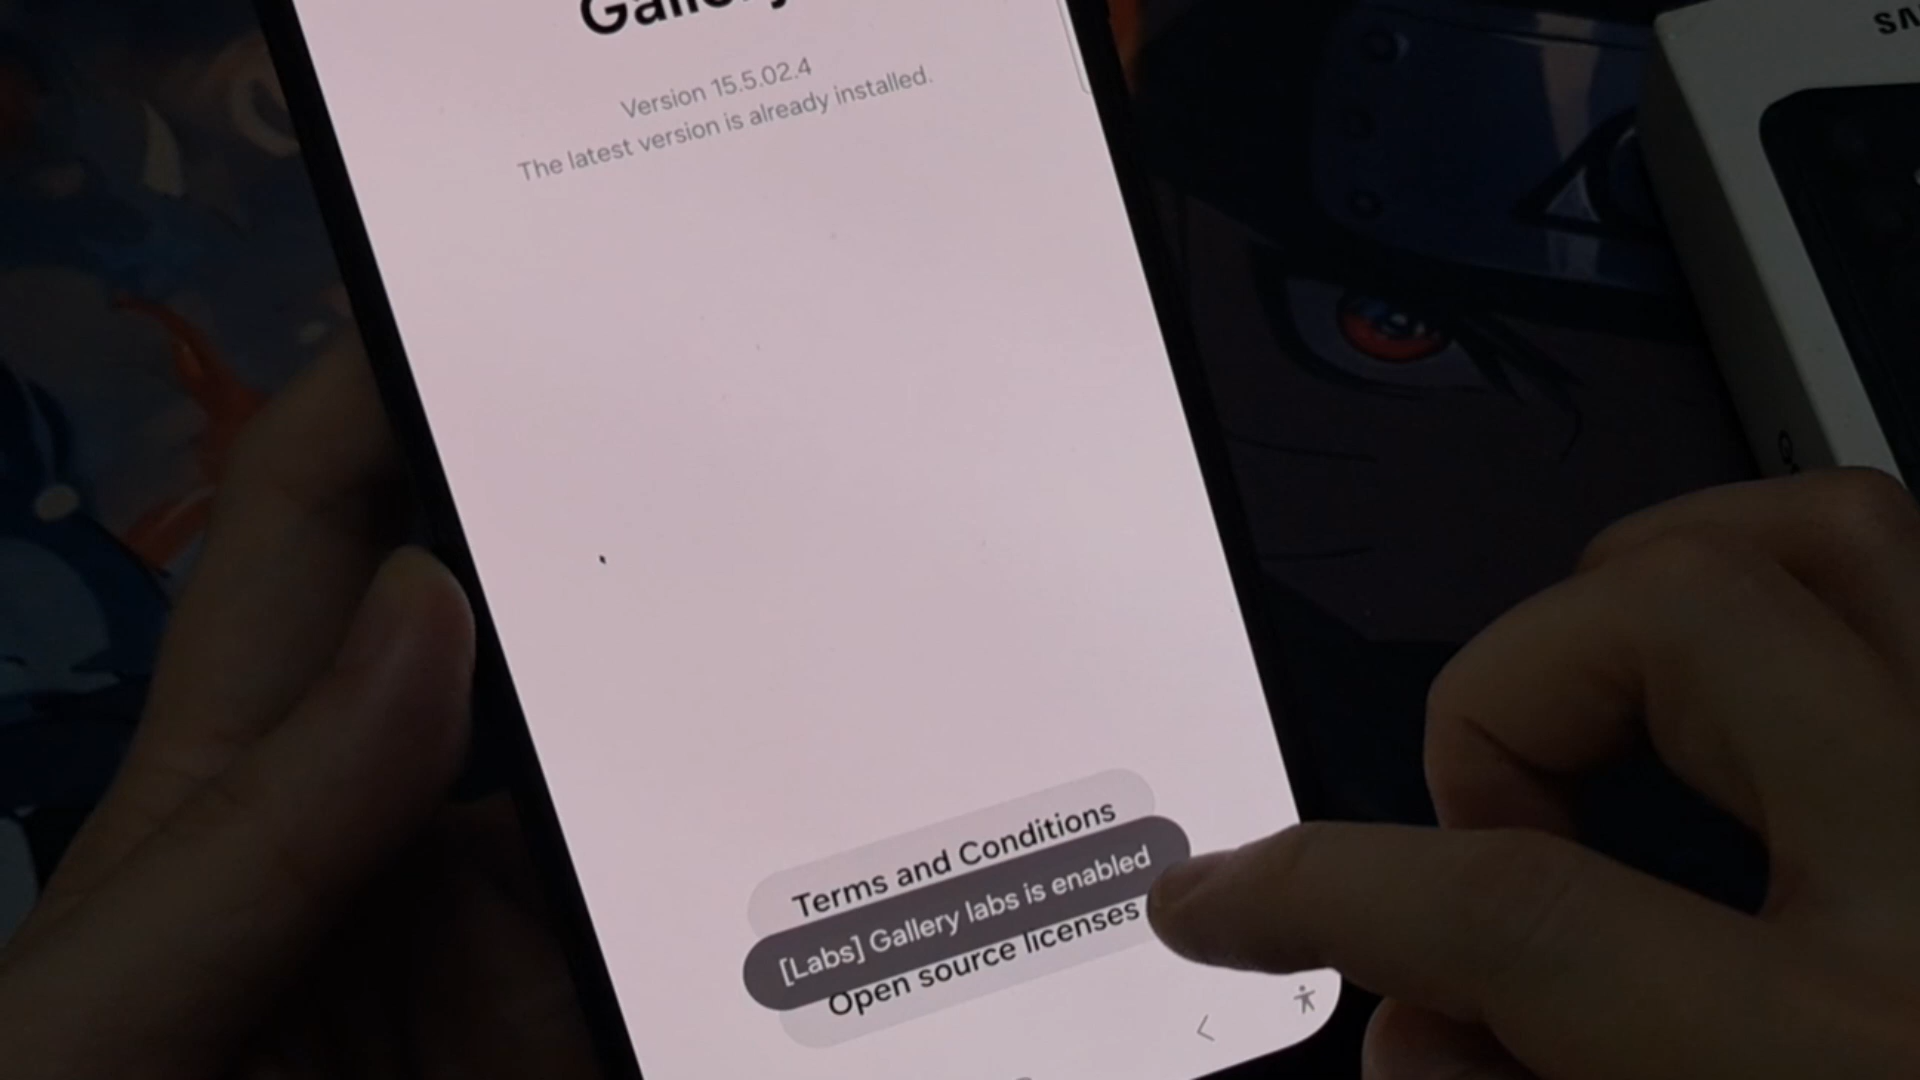 Gallery
Version 15.5.02.4
The latest version is already installed.
Terms and Conditions
[Labs] Gallery labs is enabled
Open source licenses